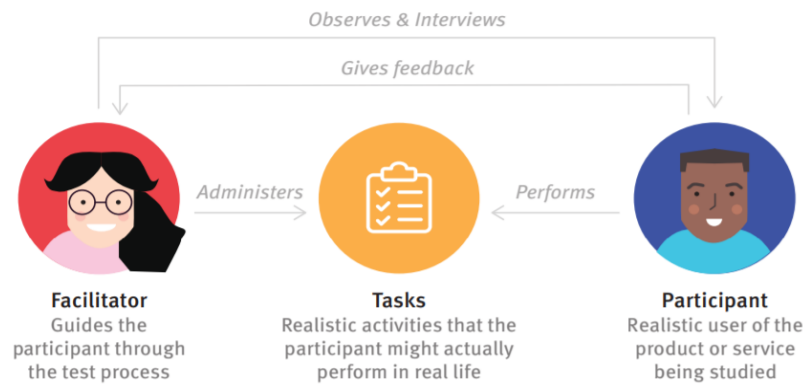 Observes & Interviews
Gives feedback
Administers
Performs
Facilitator
Guides the
participant through
the test process
Tasks
Realistic activities that the
participant might actually
perform in real life
Participant
Realistic user of the
product or service
being studied